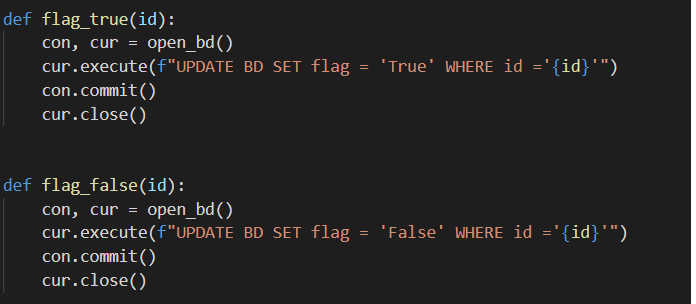 def flag_true(id):
    con, cur = open_bd()
    cur.execute(f"UPDATE BD SET flag = 'True' WHERE id ='{id}'")
    con.commit()
    cur.close()
def flag_false(id):
    con, cur = open_bd()
    cur.execute(f"UPDATE BD SET flag = 'False' WHERE id ='{id}'")
    con.commit()
    cur.close()